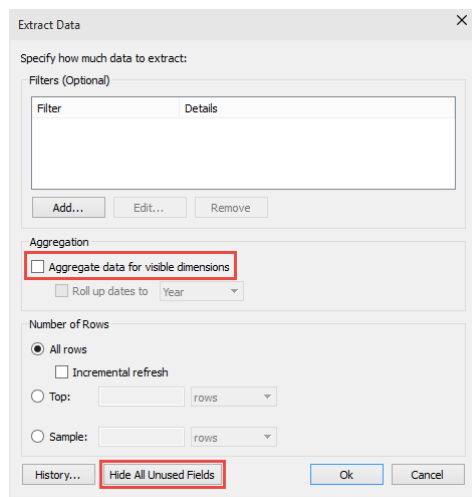 Extract Data
Specify how much data to extract:
Filters (Optional)
Filter Details
Add... Edit... Remove
Aggregation
Aggregate data for visible dimensions
Roll up dates to Year
Number of Rows
All rows
Incremental refresh
Top: rows
Sample: rows
History... Hide All Unused Fields Ok Cancel